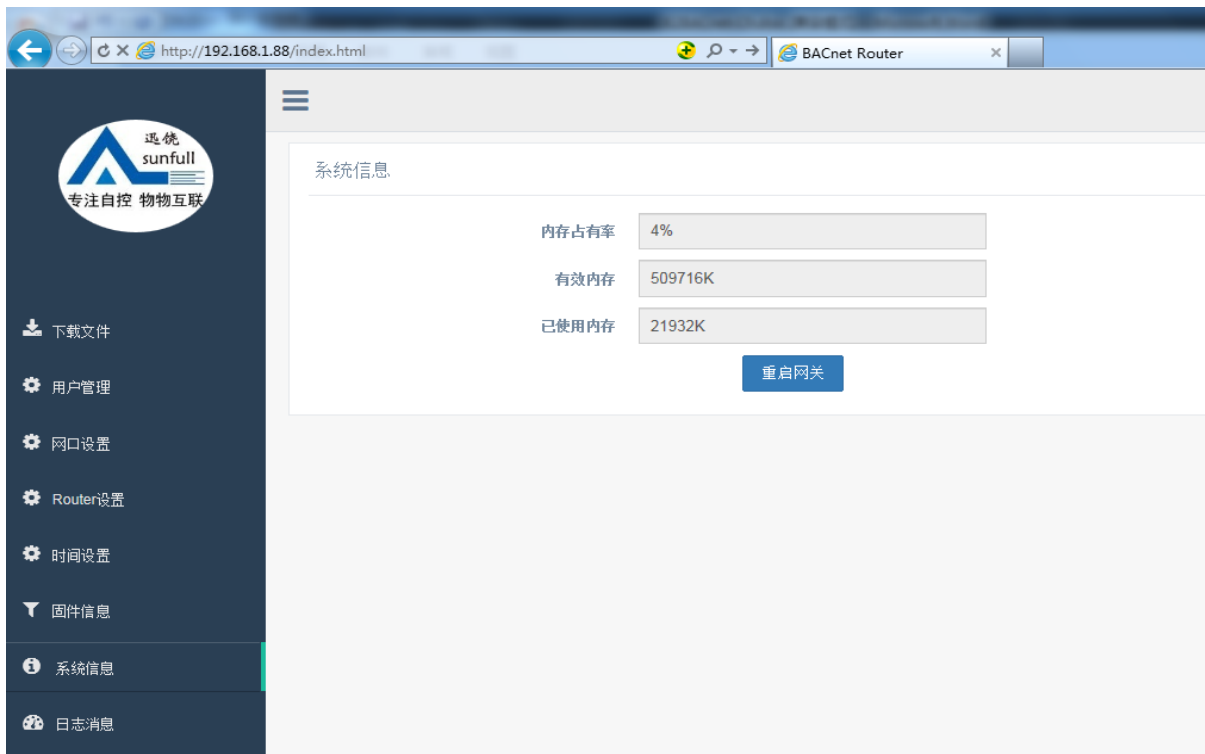 http://192.168.1.88/index.html
BACnet Router
迅饶
sunfull
专注自控 物物互联
下载文件
用户管理
网口设置
Router设置
时间设置
固件信息
系统信息
日志消息
系统信息
内存占有率 4%
有效内存 509716K
已使用内存 21932K
重启网关